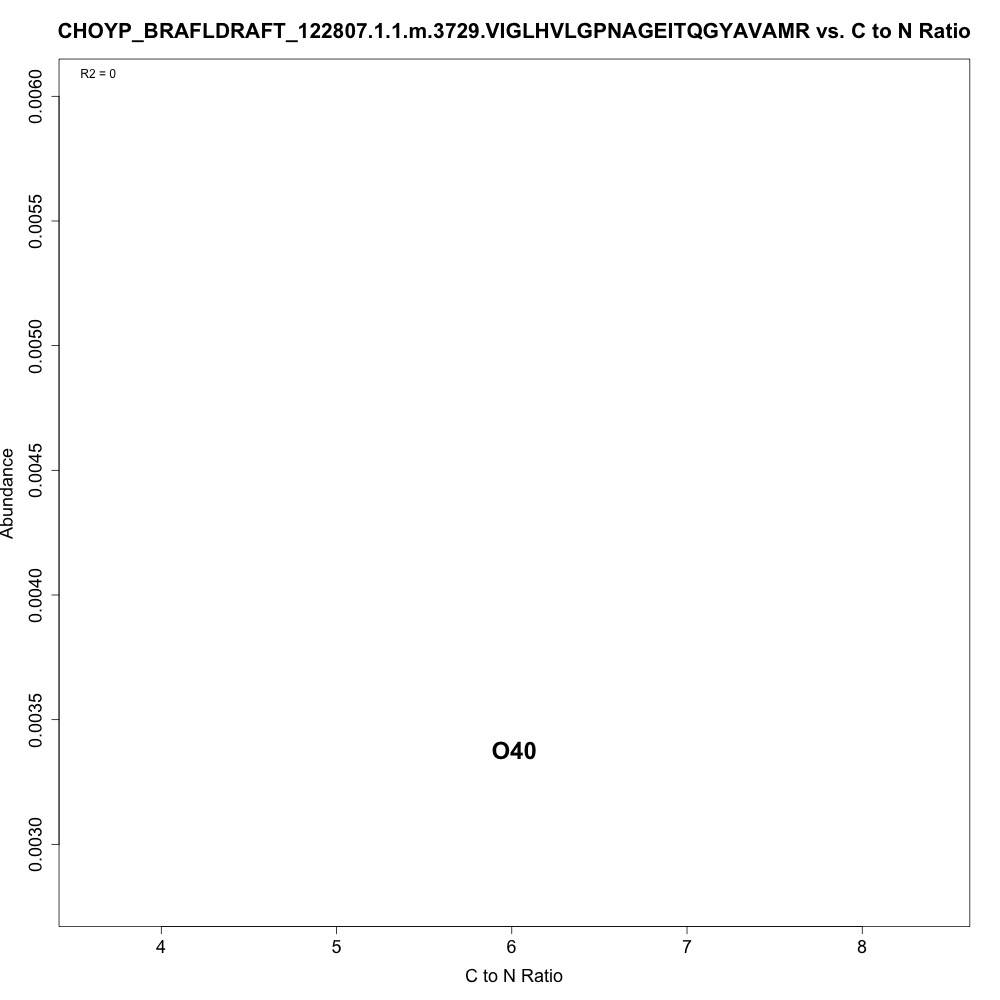 CHOYP_BRAFLDRAFT_122807.1.1.m.3729.VIGLHVLGPNAGEITQGYAVAMR vs. C to N Ratio
R2 = 0
0.0060
0.0055
0.0050
0.0045
0.0040
0.0035
0.0030
Abundance
O40
4 5 6 7 8
C to N Ratio